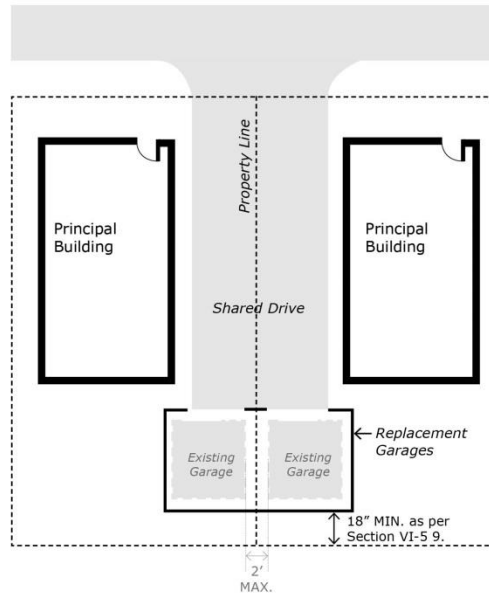 Property Line
Principal
Building
Principal
Building
Shared Drive
Existing
Garage
Existing
Garage
Replacement
Garages
18" MIN. as per
Section VI-5 9.
2'
MAX.